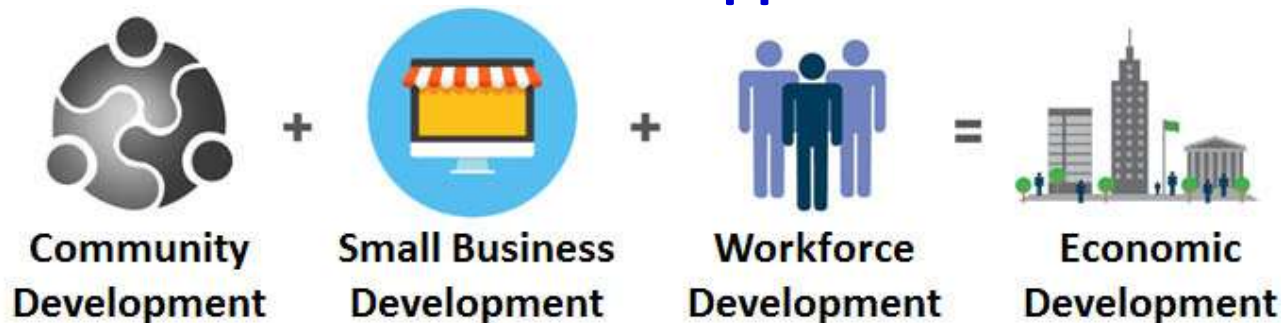 + + =
Community Small Business Workforce Economic
Development Development Development Development